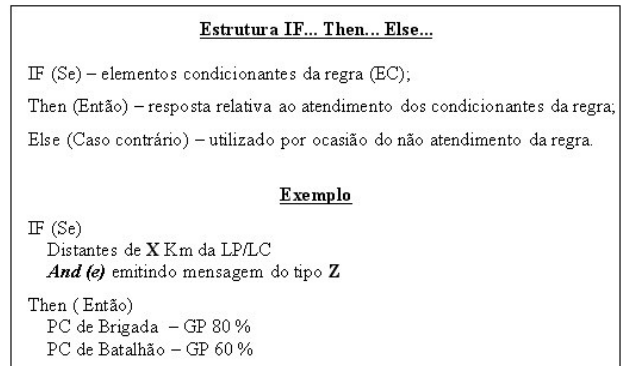 Estrutura IF... Then... Else...
IF (Se) – elementos condicionantes da regra (EC);
Then (Então) – resposta relativa ao atendimento dos condicionantes da regra;
Else (Caso contrário) – utilizado por ocasião do não atendimento da regra.
Exemplo
IF (Se)
Distantes de X Km da LP/LC
And (e) emitindo mensagem do tipo Z
Then ( Então)
PC de Brigada – GP 80 %
PC de Batalhão – GP 60 %